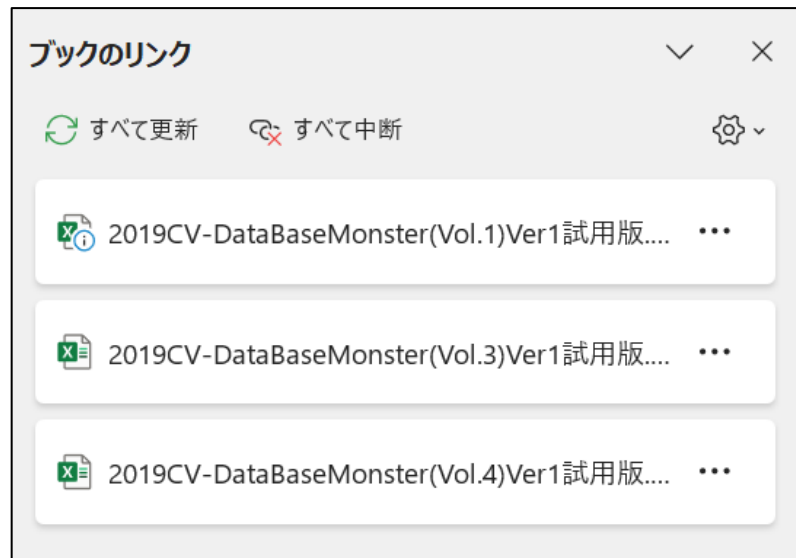 ブックのリンク
すべて更新 すべて中断
2019CV-DataBaseMonster(Vol.1)Ver1試用版....
2019CV-DataBaseMonster(Vol.3)Ver1試用版....
2019CV-DataBaseMonster(Vol.4)Ver1試用版....